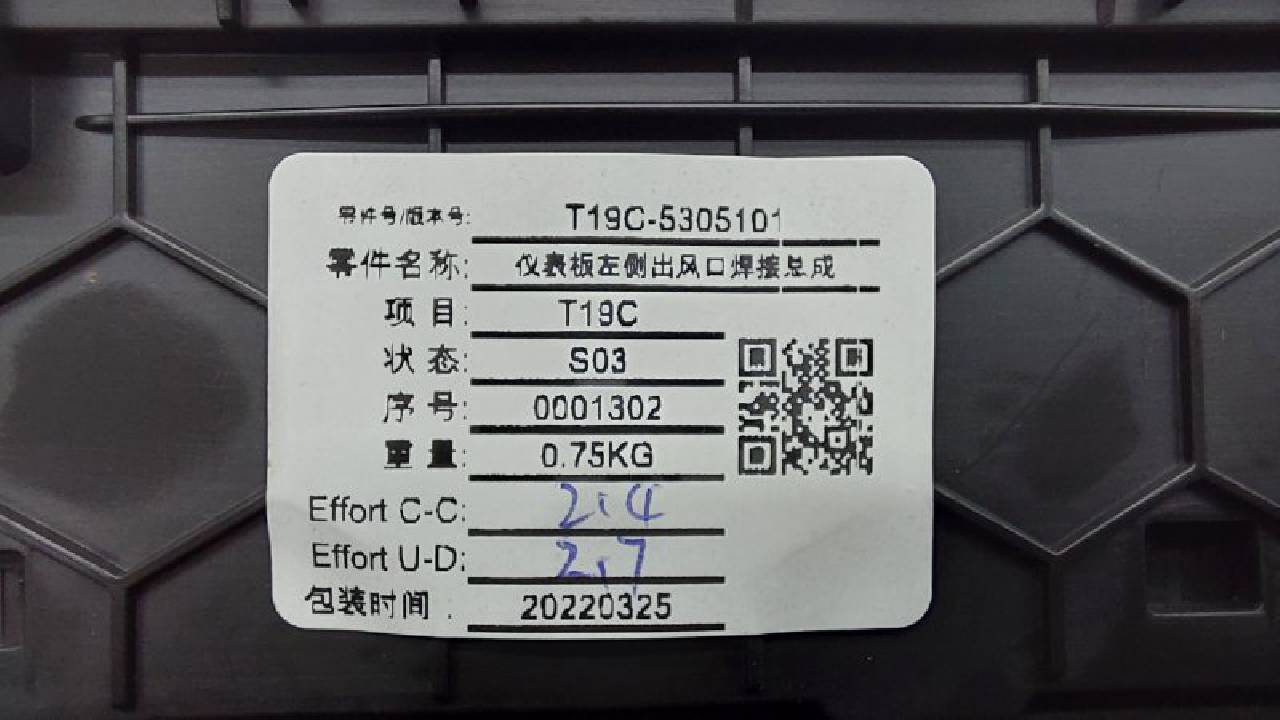 零件号/版本号: T19C-5305101
零件名称: 仪表板左侧出风口焊接总成
项 目: T19C
状 态: S03
序 号: 0001302
重 量: 0.75KG
Effort C-C: 2.4
Effort U-D: 2.7
包装时间: 20220325